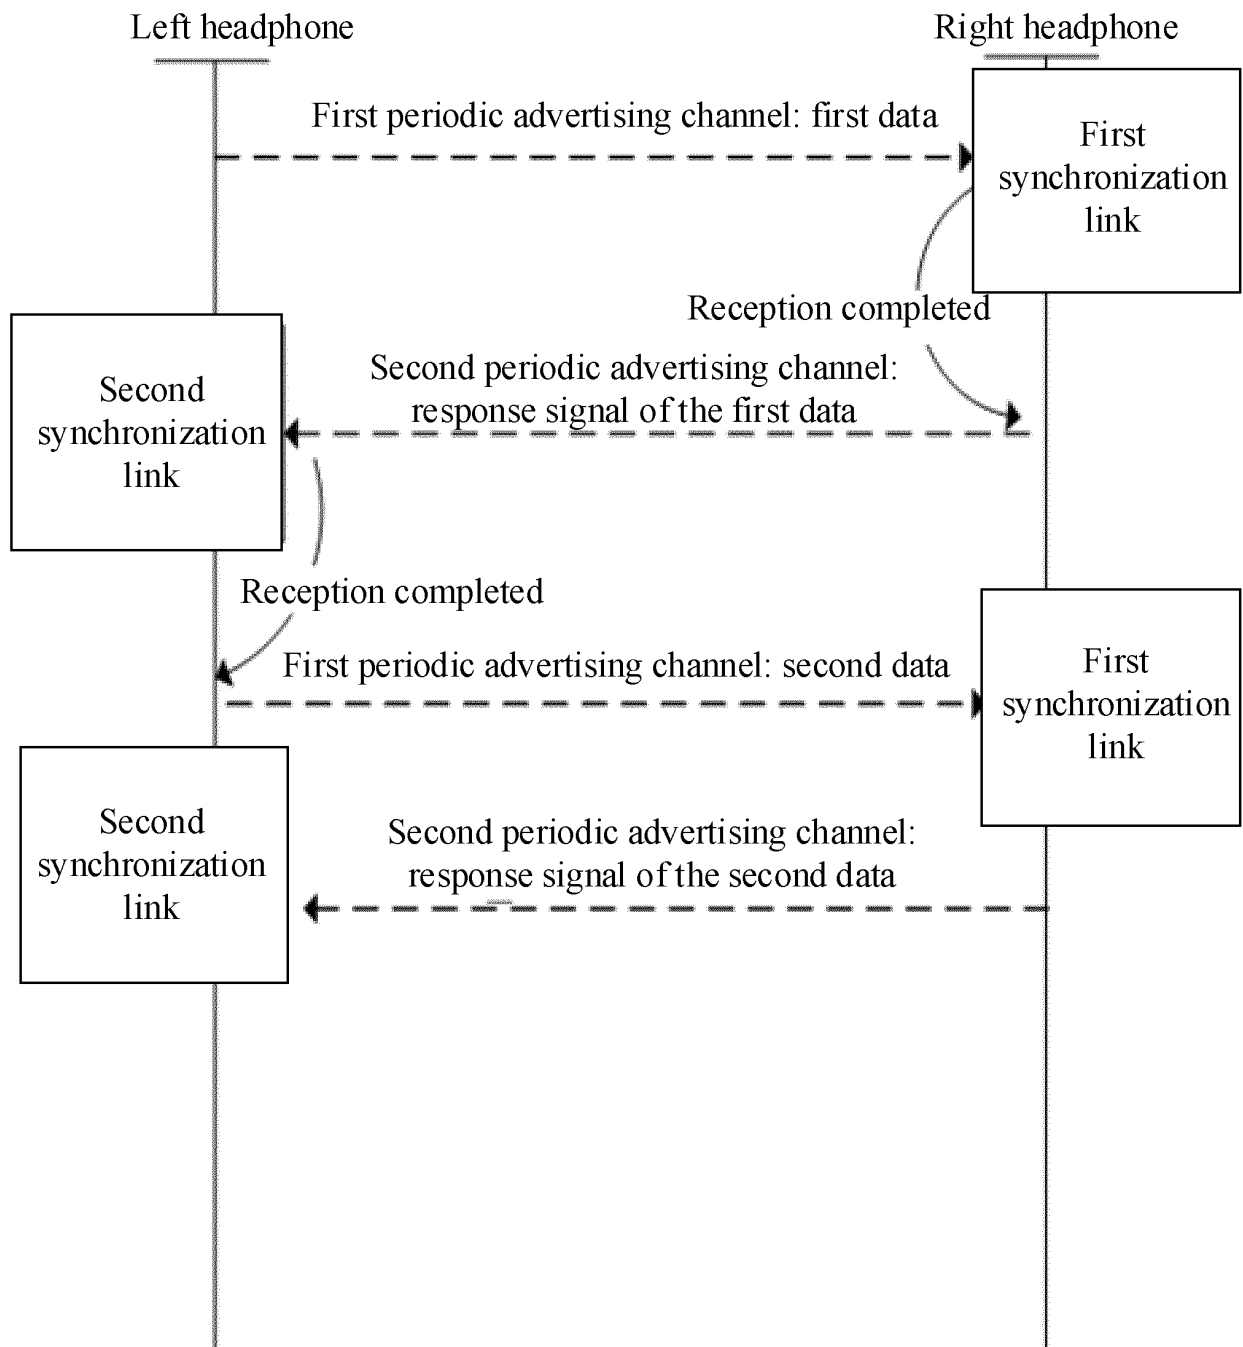 Left headphone
Right headphone
First periodic advertising channel: first data
First
synchronization
link
Reception completed
Second periodic advertising channel:
response signal of the first data
Second
synchronization
link
Reception completed
First periodic advertising channel: second data
First
synchronization
link
Second periodic advertising channel:
response signal of the second data
Second
synchronization
link